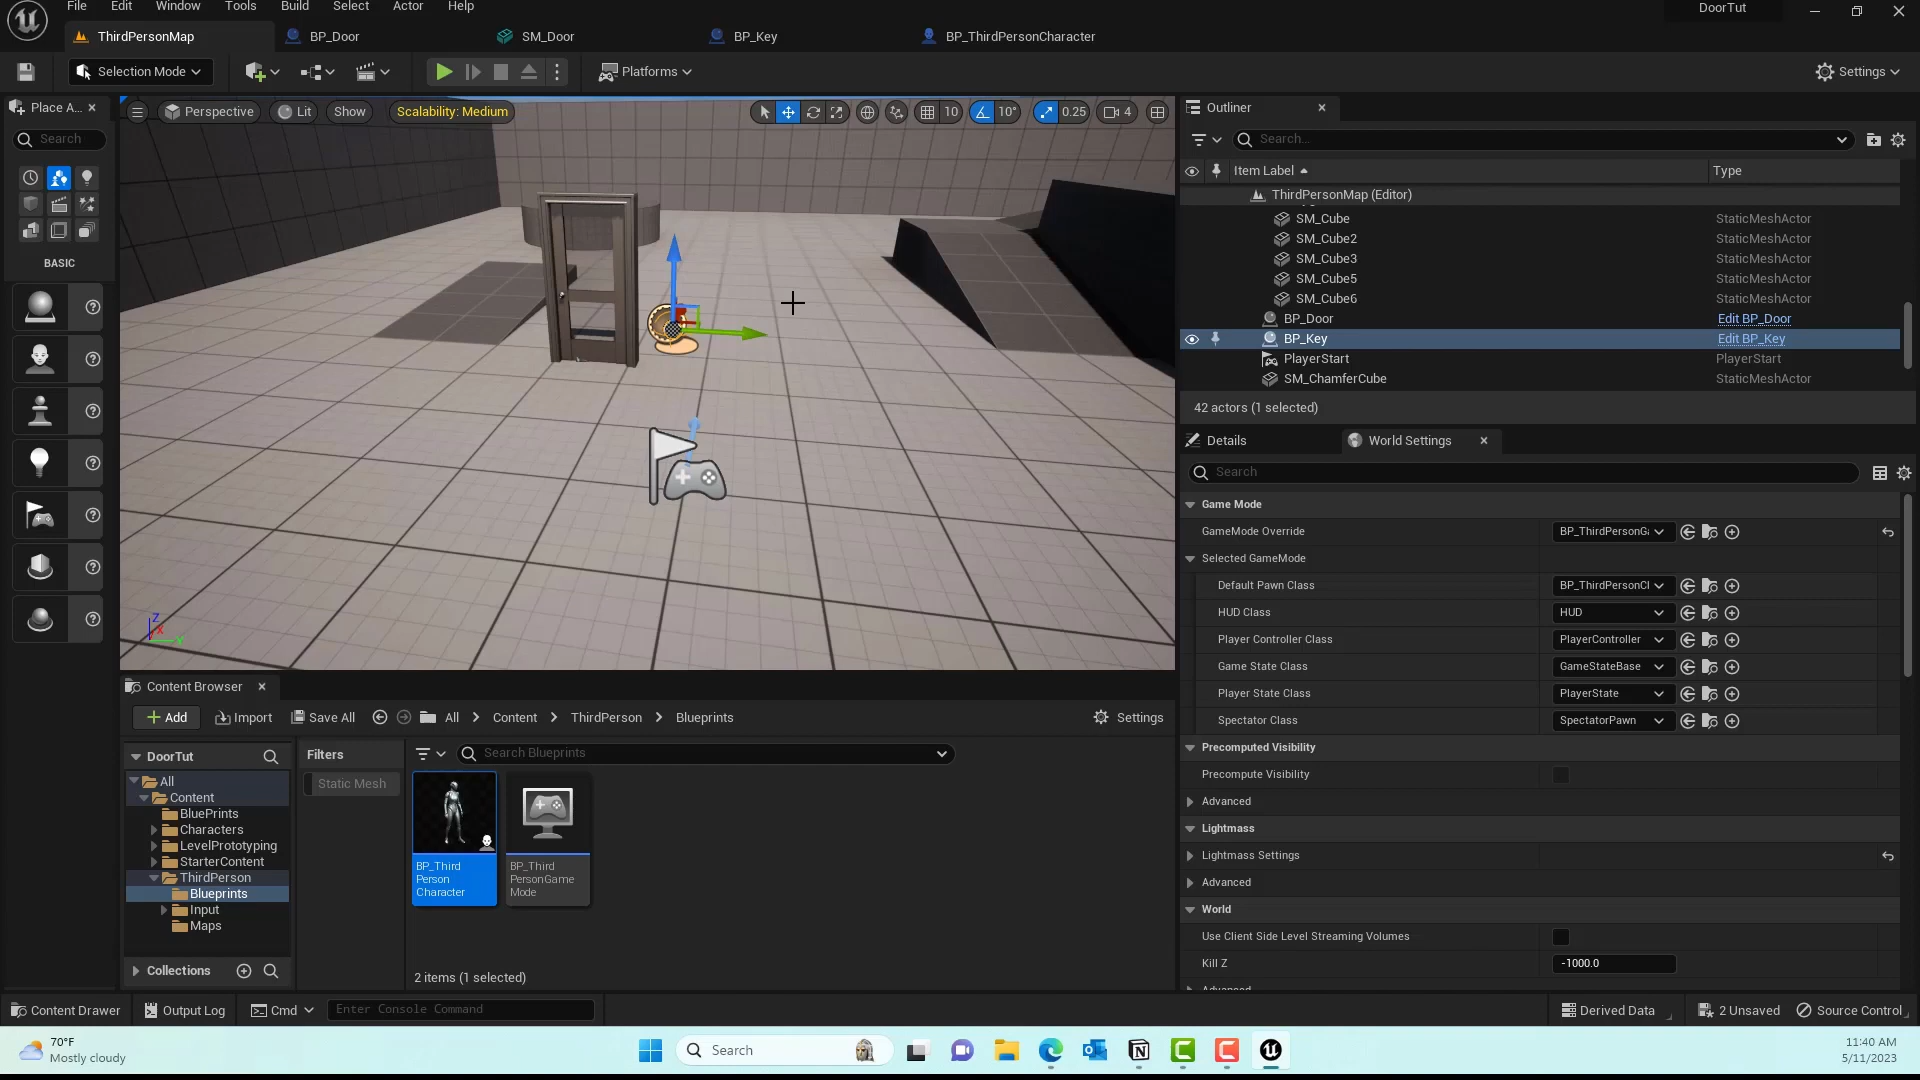 File Edit Window Tools Build Select Actor Help
DoorTut
ThirdPersonMap
BP_Door
SM_Door
BP_Key
BP_ThirdPersonCharacter
Selection Mode
Platforms
Settings
Place A...
Search
BASIC
Perspective
Lit
Show
Scalability: Medium
10
10°
0.25
4
Z
X
Y
Outliner
Search...
Item Label
Type
ThirdPersonMap (Editor)
SM_Cube StaticMeshActor
SM_Cube2 StaticMeshActor
SM_Cube3 StaticMeshActor
SM_Cube5 StaticMeshActor
SM_Cube6 StaticMeshActor
BP_Door Edit BP_Door
BP_Key Edit BP_Key
PlayerStart PlayerStart
SM_ChamferCube StaticMeshActor
42 actors (1 selected)
Details
World Settings
Search
Game Mode
GameMode Override BP_ThirdPersonGa
Selected GameMode
Default Pawn Class BP_ThirdPersonCl
HUD Class HUD
Player Controller Class PlayerController
Game State Class GameStateBase
Player State Class PlayerState
Spectator Class SpectatorPawn
Precomputed Visibility
Precompute Visibility
Advanced
Lightmass
Lightmass Settings
Advanced
World
Use Client Side Level Streaming Volumes
Kill Z -1000.0
Advanced
Content Browser
Add
Import
Save All
All
Content
ThirdPerson
Blueprints
Settings
DoorTut
All
Content
BluePrints
Characters
LevelPrototyping
StarterContent
ThirdPerson
Blueprints
Input
Maps
Collections
Filters
Static Mesh
Search Blueprints
BP_Third
Person
Character
BP_Third
PersonGame
Mode
2 items (1 selected)
Content Drawer
Output Log
Cmd
Enter Console Command
Derived Data
2 Unsaved
Source Control
70°F
Mostly cloudy
Search
11:40 AM
5/11/2023